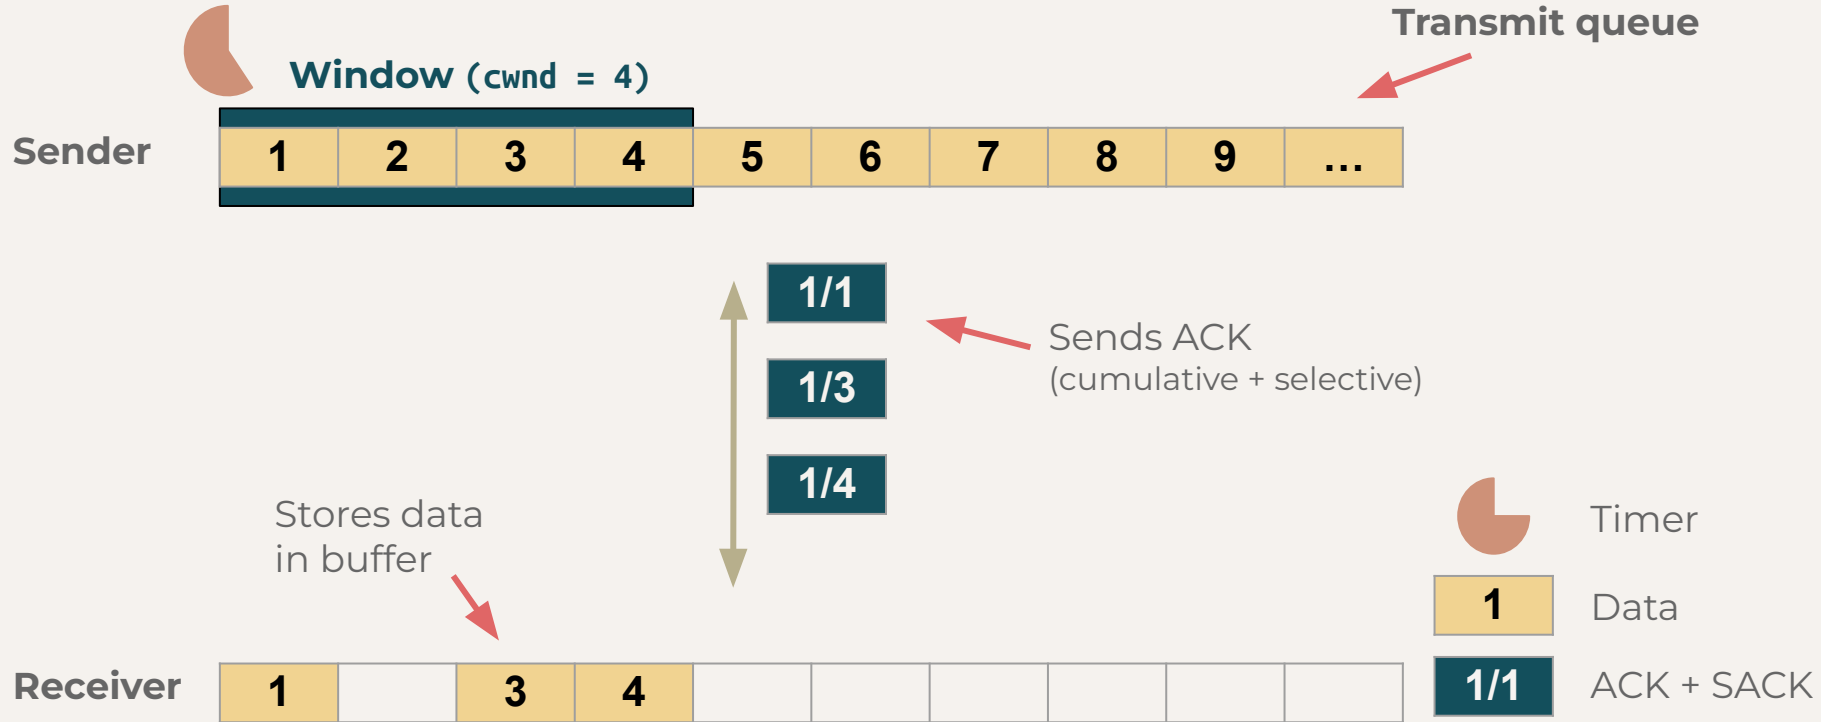 Transmit queue
Window (cwnd = 4)
Sender
1 2 3 4 5 6 7 8 9 ...
1/1
Sends ACK
(cumulative + selective)
1/3
1/4
Stores data
in buffer
Timer
1 Data
Receiver
1 3 4
1/1 ACK + SACK